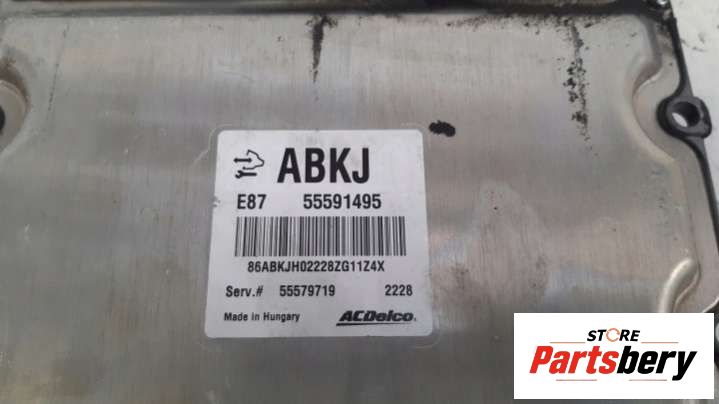 ABKJ
E87 55591495
86ABKJH02228ZG11Z4X
Serv.# 55579719 2228
Made in Hungary ACDelco
STORE
Partsbery